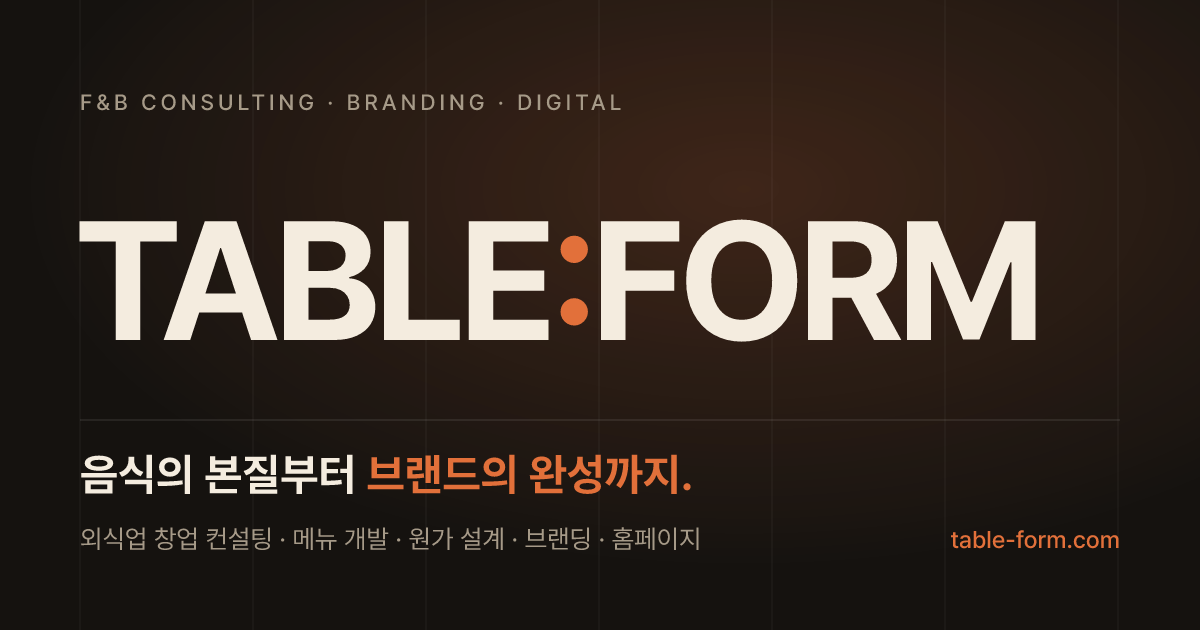 F&B CONSULTING · BRANDING · DIGITAL
TABLE:FORM
음식의 본질부터 브랜드의 완성까지.
외식업 창업 컨설팅 · 메뉴 개발 · 원가 설계 · 브랜딩 · 홈페이지
table-form.com